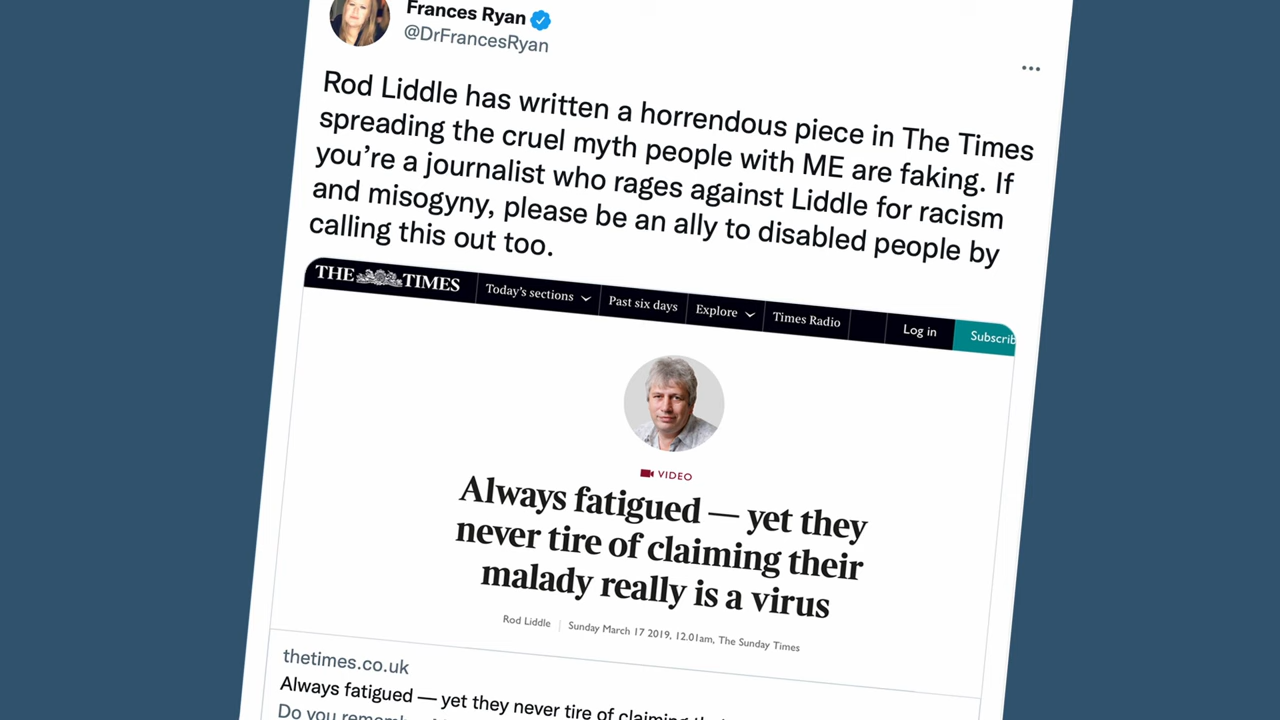 Frances Ryan
@DrFrancesRyan
Rod Liddle has written a horrendous piece in The Times
spreading the cruel myth people with ME are faking. If
you’re a journalist who rages against Liddle for racism
and misogyny, please be an ally to disabled people by
calling this out too.
THE TIMES
Today's sections
Past six days
Explore
Times Radio
Log in
Subscrib
VIDEO
Always fatigued — yet they
never tire of claiming their
malady really is a virus
Rod Liddle
Sunday March 17 2019, 12.01am, The Sunday Times
thetimes.co.uk
Always fatigued — yet they never tire of
Do you